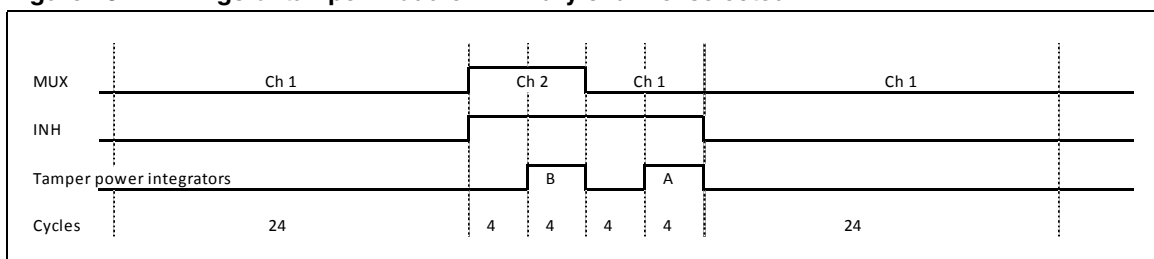 MUX Ch 1 Ch 2 Ch 1 Ch 1
INH
Tamper power integrators B A
Cycles 24 4 4 4 4 24